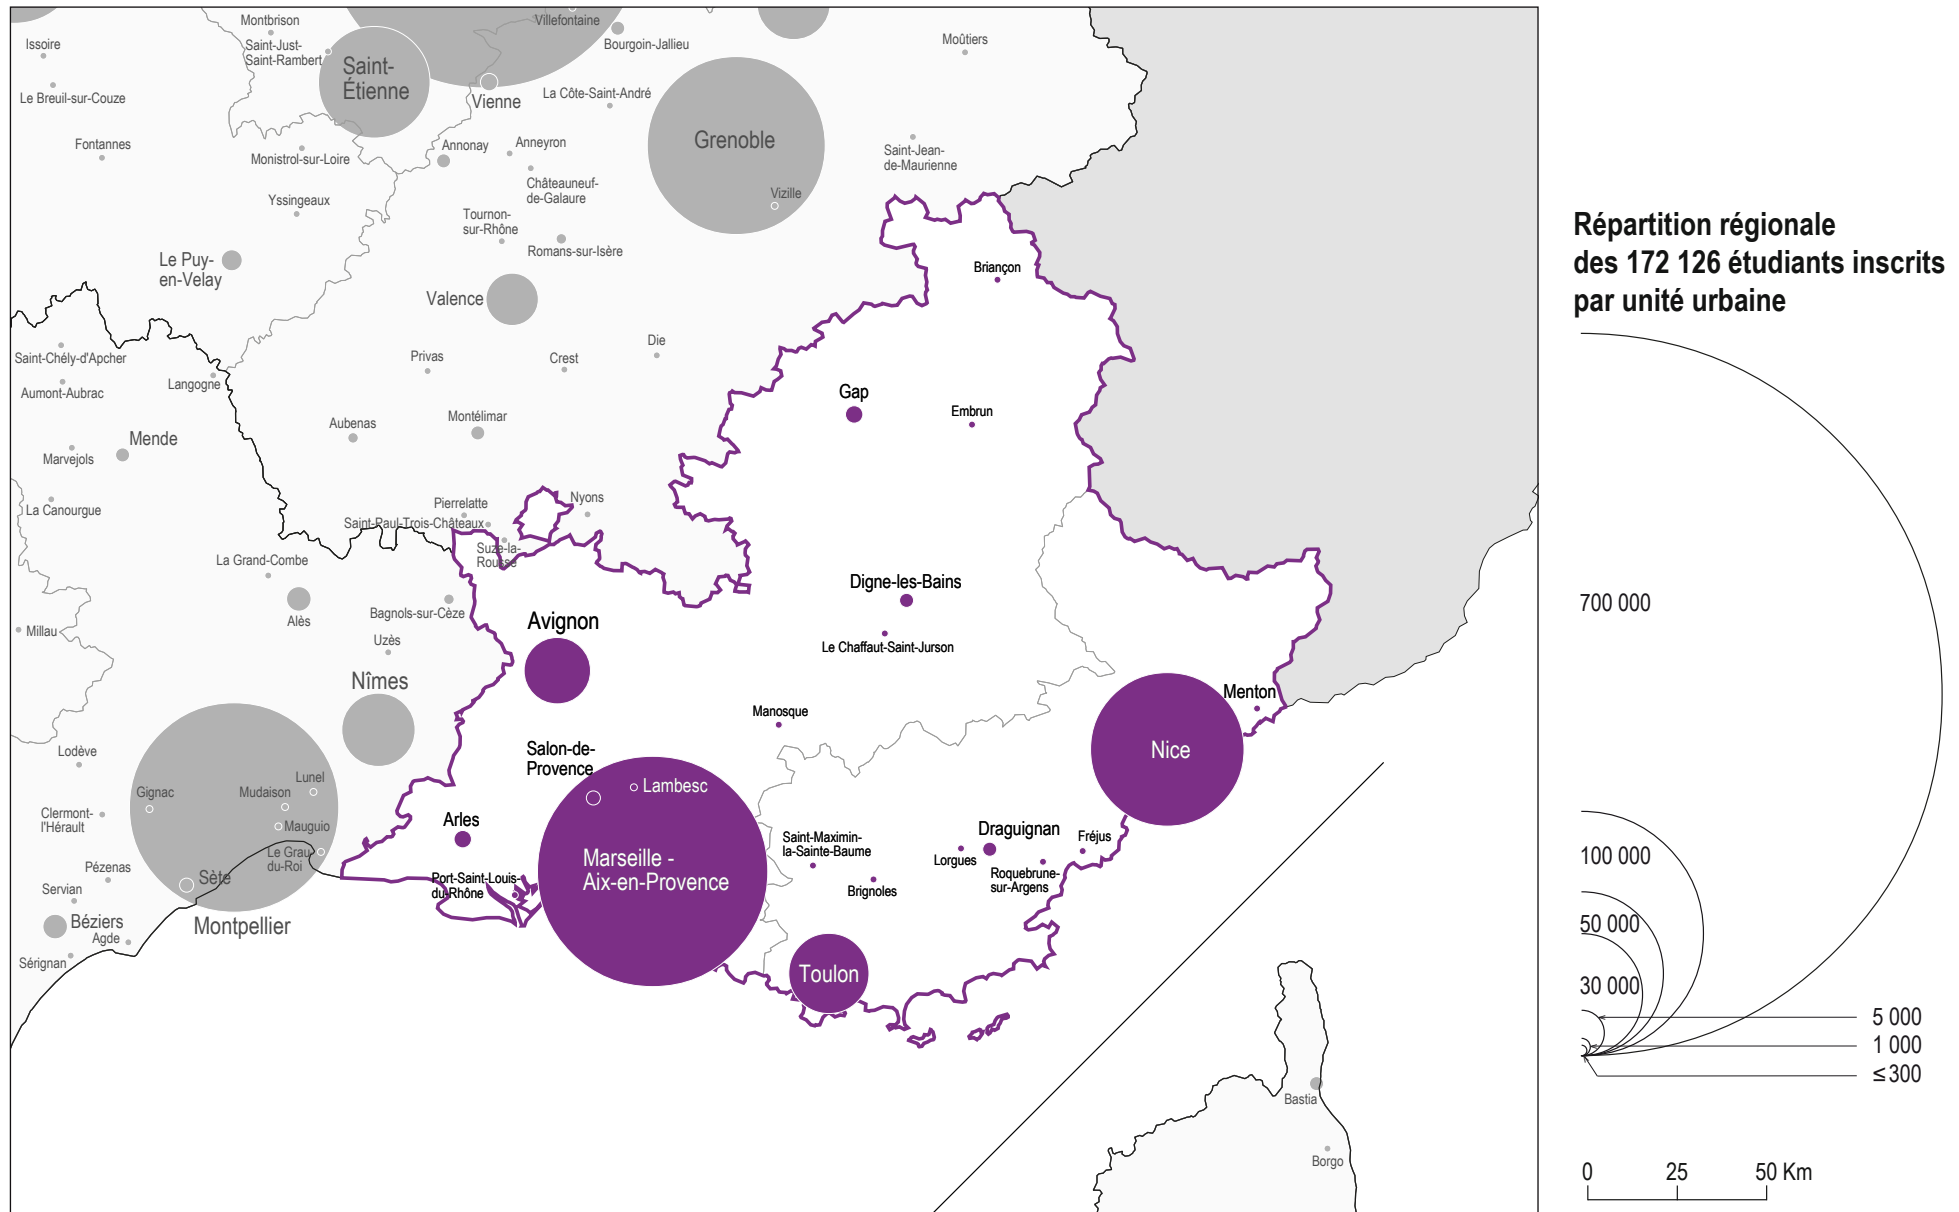 Montbrison
Villefontaine
Issoire
Saint-Just-
Saint-Rambert
Bourgoin-Jallieu
Moûtiers
Saint-
Étienne
Le Breuil-sur-Couze
Vienne
La Côte-Saint-André
Fontannes
Monistrol-sur-Loire
Annonay
Anneyron
Grenoble
Saint-Jean-
de-Maurienne
Châteauneuf-
de-Galaure
Vizille
Yssingeaux
Tournon-
sur-Rhône
Romans-sur-Isère
Le Puy-
en-Velay
Briançon
Valence
Die
Saint-Chély-d'Apcher
Privas
Crest
Langogne
Aumont-Aubrac
Gap
Embrun
Aubenas
Montélimar
Mende
Marvejols
La Canourgue
Pierrelatte
Nyons
Saint-Paul-Trois-Châteaux
Suze-la-
Rousse
La Grand-Combe
Digne-les-Bains
Alès
Bagnols-sur-Cèze
Avignon
Millau
Uzès
Le Chaffaut-Saint-Jurson
Nîmes
Menton
Manosque
Lodève
Salon-de-
Provence
Nice
Lunel
Gignac
Mudaison
Lambesc
Clermont-
l'Hérault
Mauguio
Arles
Draguignan
Fréjus
Saint-Maximin-
la-Sainte-Baume
Le Grau-
du-Roi
Lorgues
Marseille -
Aix-en-Provence
Roquebrune-
sur-Argens
Pézenas
Sète
Port-Saint-Louis-
du-Rhône
Brignoles
Servian
Béziers
Montpellier
Agde
Sérignan
Toulon
Bastia
Borgo
Répartition régionale
des 172 126 étudiants inscrits
par unité urbaine
700 000
100 000
50 000
30 000
5 000
1 000
≤ 300
0 25 50 Km